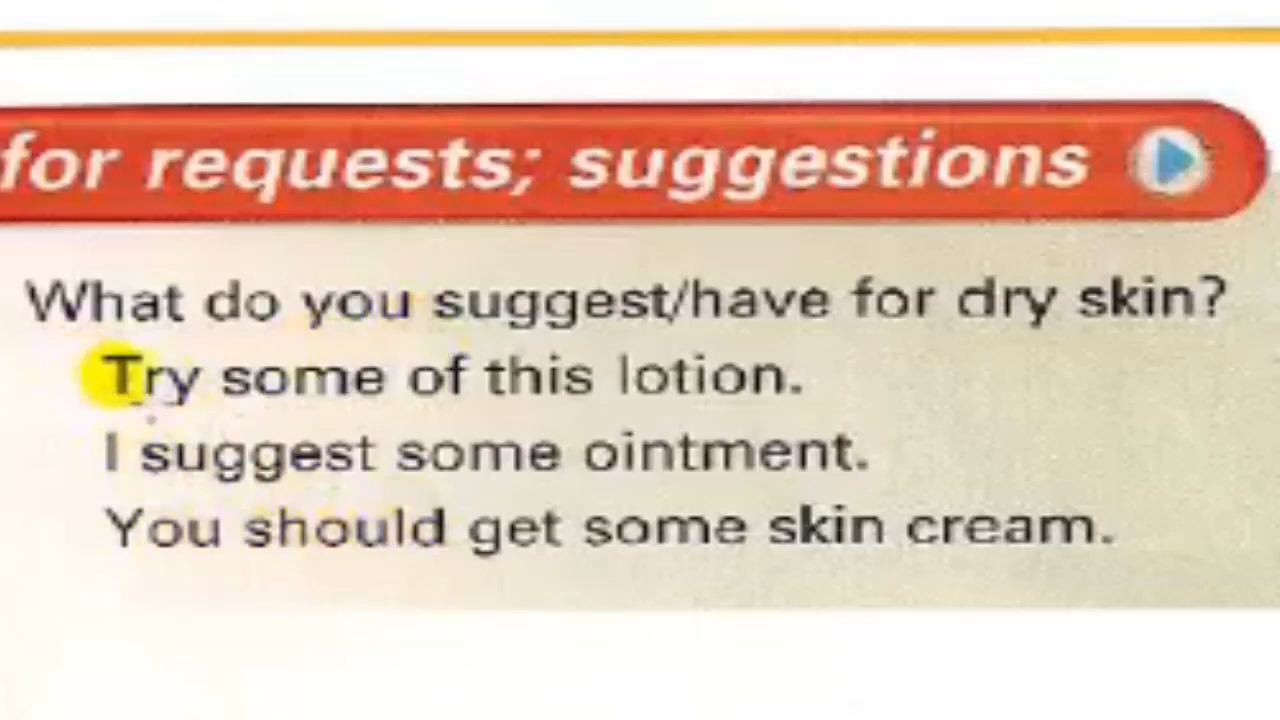 for requests; suggestions
What do you suggest/have for dry skin?
Try some of this lotion.
I suggest some ointment.
You should get some skin cream.